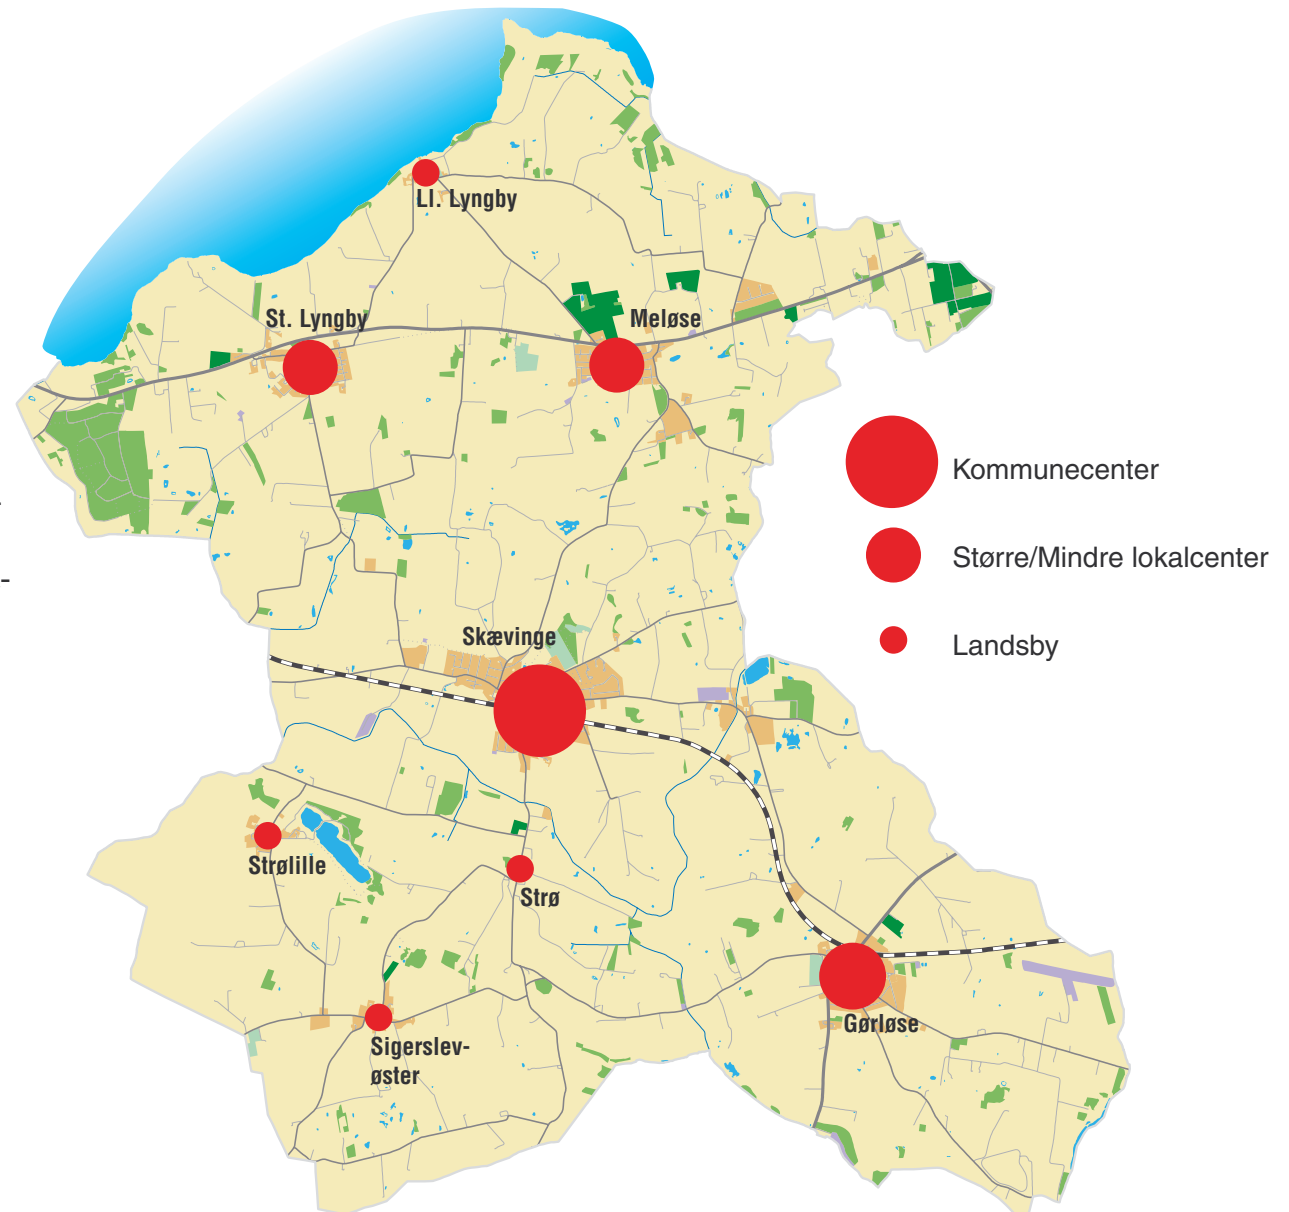 Ll. Lyngby
St. Lyngby
Meløse
Kommunecenter
Større/Mindre lokalcenter
-
Skævinge
Landsby
Strølille
Strø
Gørløse
Sigerslev-
øster